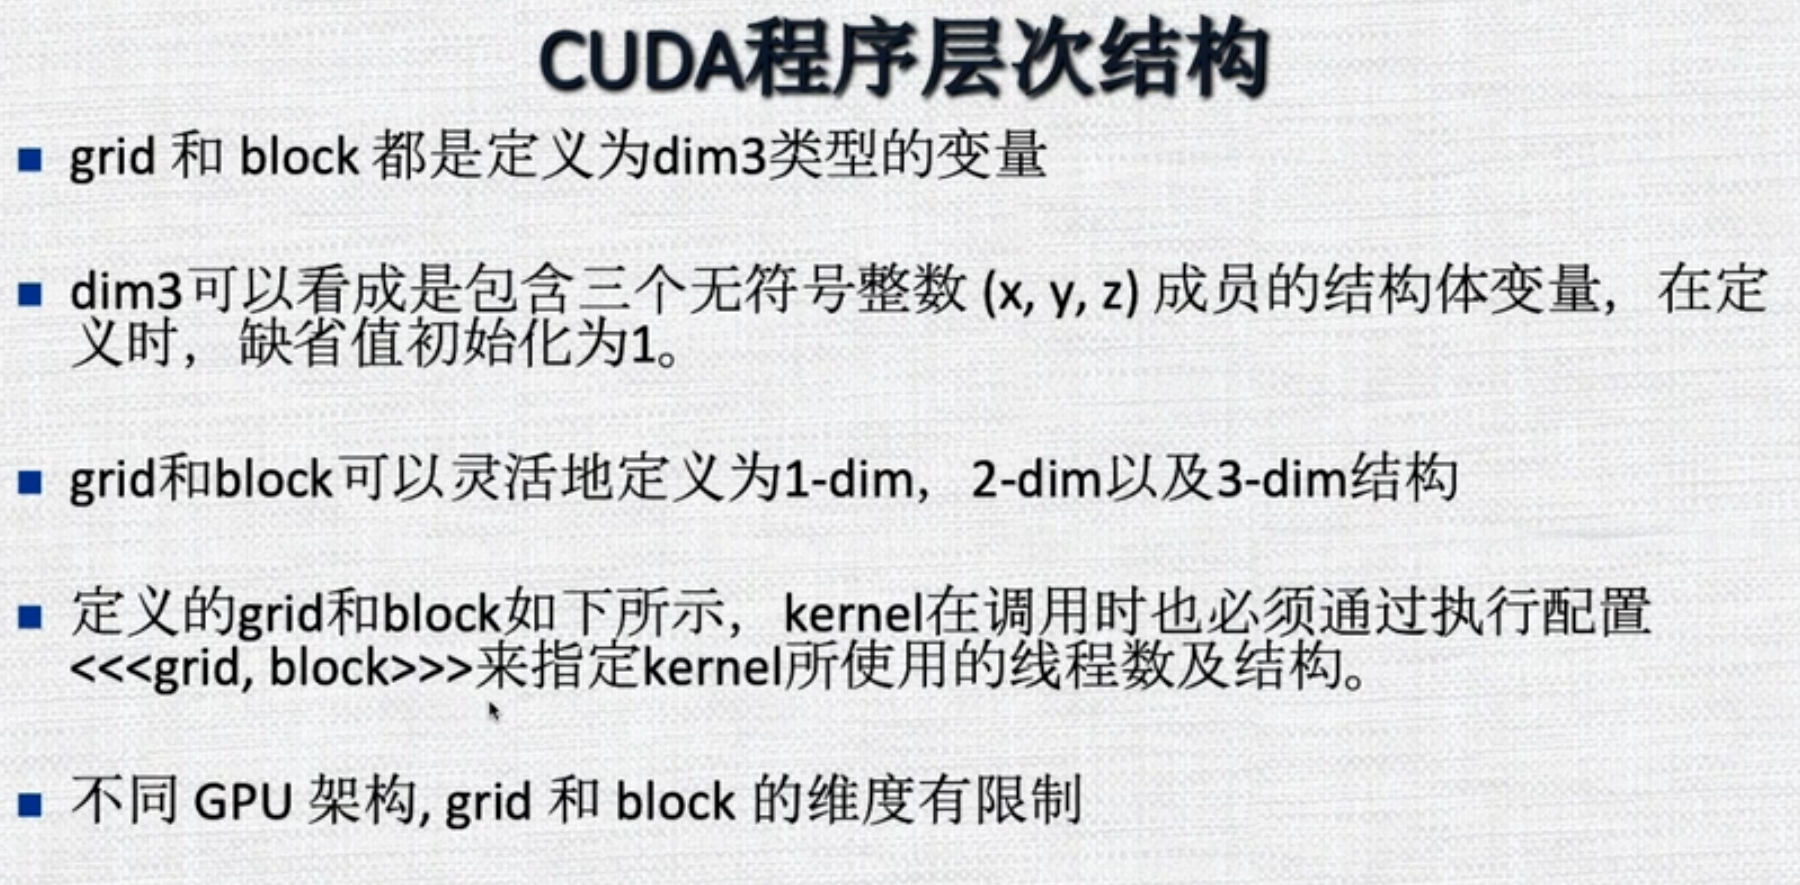 CUDA程序层次结构
grid 和 block 都是定义为dim3类型的变量
dim3可以看成是包含三个无符号整数 (x, y, z) 成员的结构体变量，在定
义时，缺省值初始化为1。
grid和block可以灵活地定义为1-dim，2-dim以及3-dim结构
定义的grid和block如下所示，kernel在调用时也必须通过执行配置
<<<grid, block>>>来指定kernel所使用的线程数及结构。
不同 GPU 架构, grid 和 block 的维度有限制